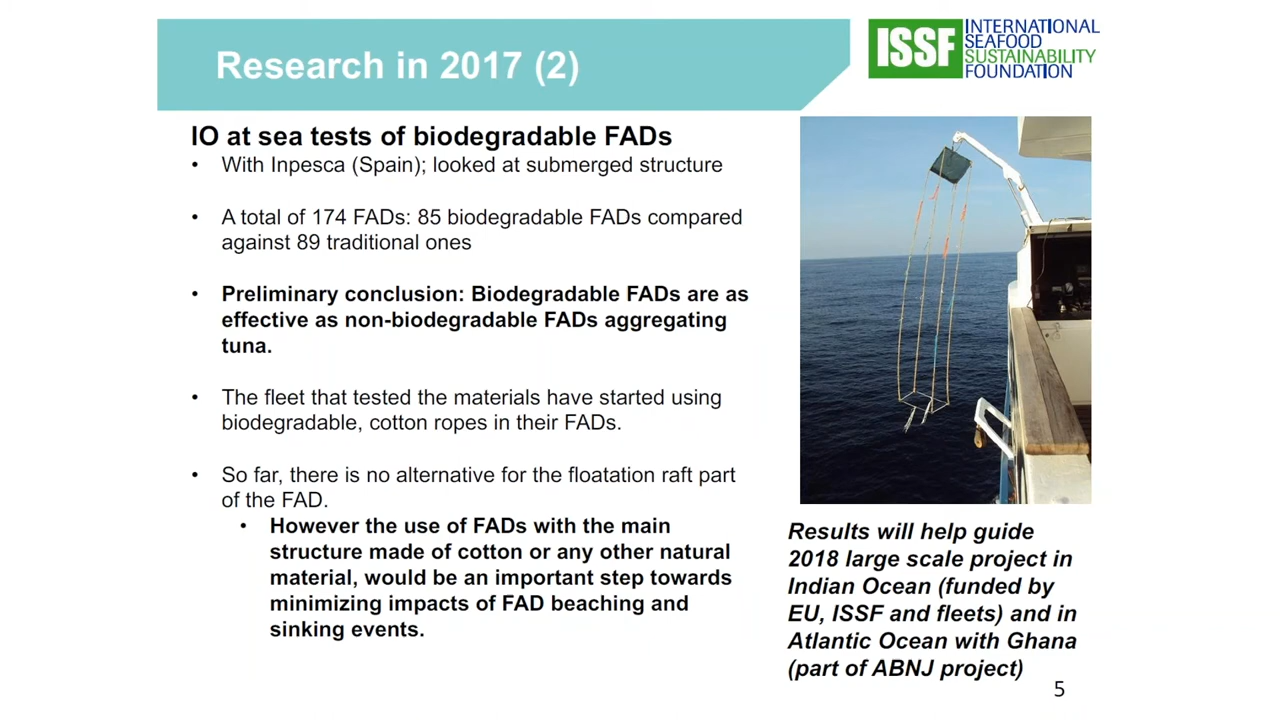 Research in 2017 (2)
ISSF
INTERNATIONAL
SEAFOOD
SUSTAINABILITY
FOUNDATION
IO at sea tests of biodegradable FADs
• With Inpesca (Spain); looked at submerged structure
• A total of 174 FADs: 85 biodegradable FADs compared
against 89 traditional ones
• Preliminary conclusion: Biodegradable FADs are as
effective as non-biodegradable FADs aggregating
tuna.
• The fleet that tested the materials have started using
biodegradable, cotton ropes in their FADs.
• So far, there is no alternative for the floatation raft part
of the FAD.
• However the use of FADs with the main
structure made of cotton or any other natural
material, would be an important step towards
minimizing impacts of FAD beaching and
sinking events.
Results will help guide
2018 large scale project in
Indian Ocean (funded by
EU, ISSF and fleets) and in
Atlantic Ocean with Ghana
(part of ABNJ project)
5